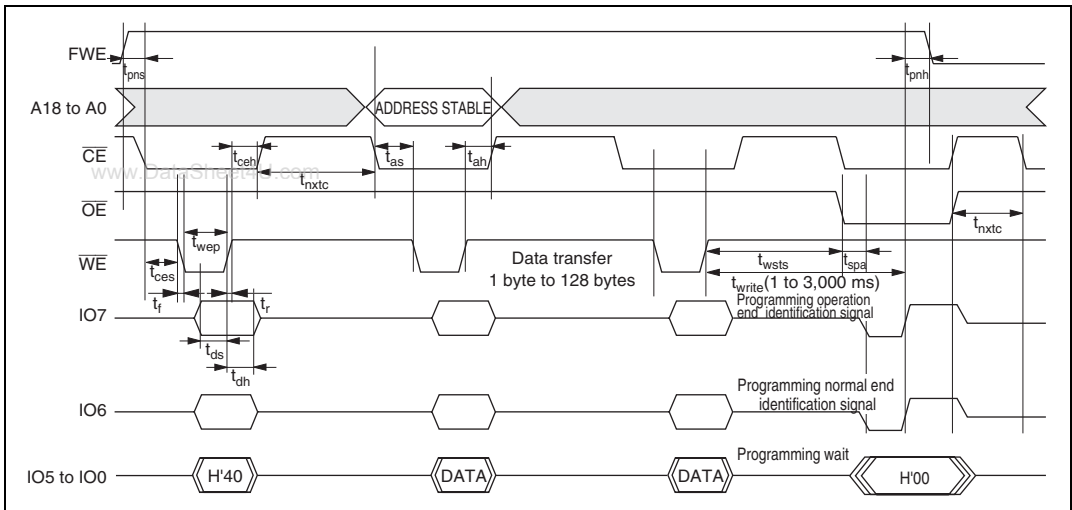 FWE
tpns
tpnh
A18 to A0
ADDRESS STABLE
CE
tceh
tas
tah
www.DataSheet4U.com
tnxtc
OE
tnxtc
twep
WE
tces
Data transfer
1 byte to 128 bytes
twsts
tspa
twrite(1 to 3,000 ms)
tf
tr
IO7
Programming operation
end identification signal
tds
tdh
IO6
Programming normal end
identification signal
IO5 to IO0
H'40
DATA
DATA
Programming wait
H'00